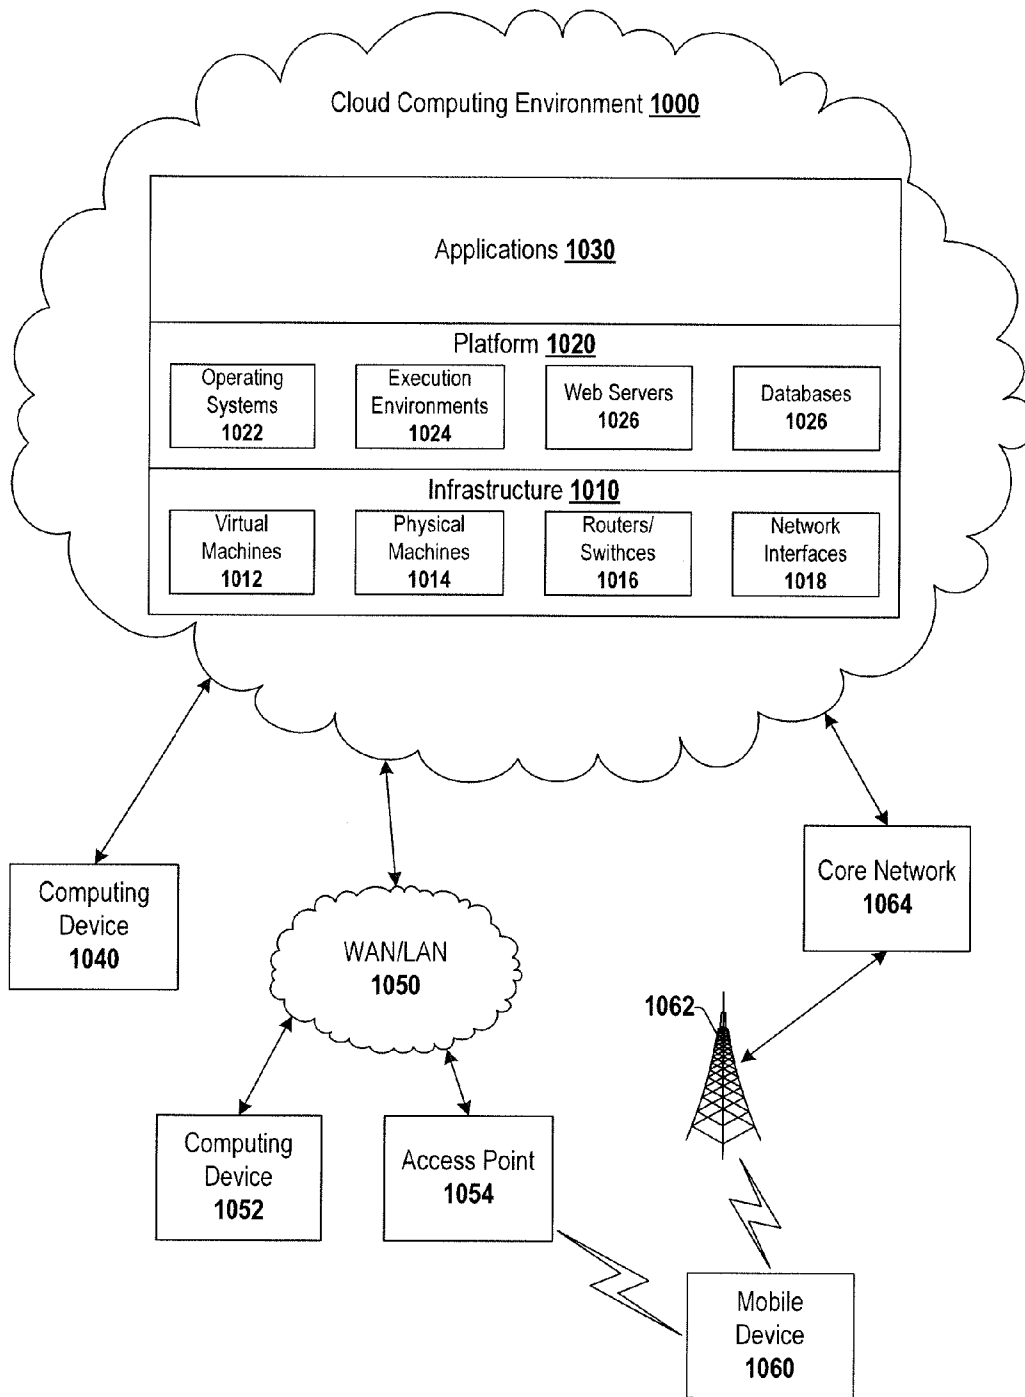 Cloud Computing Environment 1000
Applications 1030
Platform 1020
Operating
Systems
1022
Execution
Environments
1024
Web Servers
1026
Databases
1026
Infrastructure 1010
Virtual
Machines
1012
Physical
Machines
1014
Routers/
Swithces
1016
Network
Interfaces
1018
Computing
Device
1040
WAN/LAN
1050
Core Network
1064
1062
Computing
Device
1052
Access Point
1054
Mobile
Device
1060